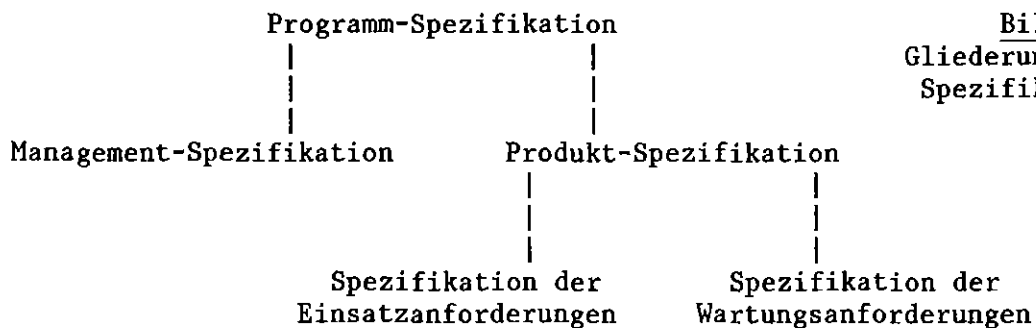 Programm-Spezifikation
Management-Spezifikation Produkt-Spezifikation
Spezifikation der Spezifikation der
Einsatzanforderungen Wartungsanforderungen